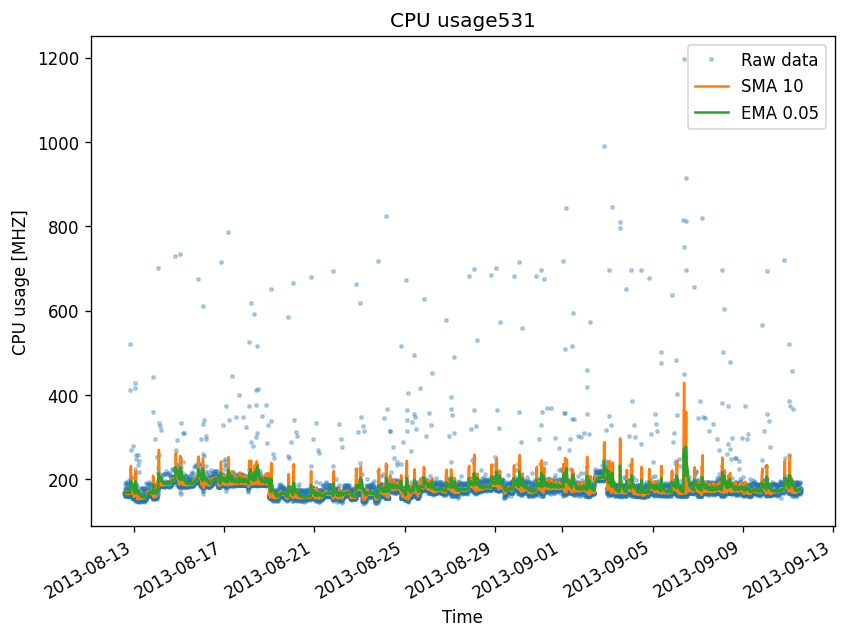 CPU usage531
1200
1000
800
600
400
200
CPU usage [MHZ]
Raw data
SMA 10
EMA 0.05
2013-08-13
2013-08-17
2013-08-21
2013-08-25
2013-08-29
2013-09-01
2013-09-05
2013-09-09
2013-09-13
Time